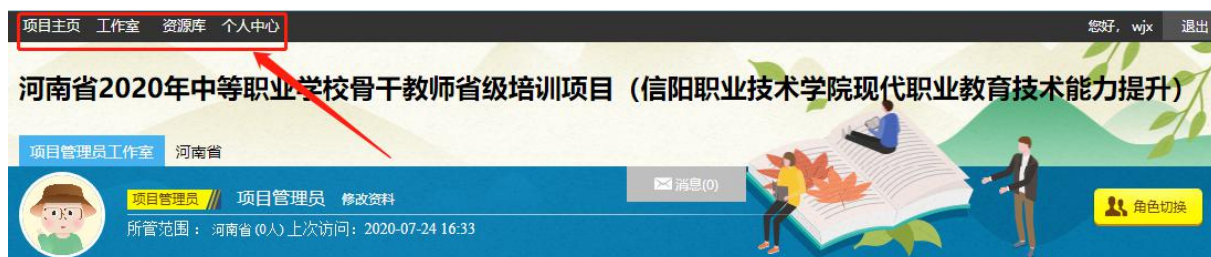 项目主页 工作室 资源库 个人中心 您好，wjx 退出
河南省2020年中等职业学校骨干教师省级培训项目（信阳职业技术学院现代职业教育技术能力提升）
项目管理员工作室 河南省
消息(0)
项目管理员 项目管理员 修改资料
角色切换
所管范围： 河南省(0人) 上次访问：2020-07-24 16:33